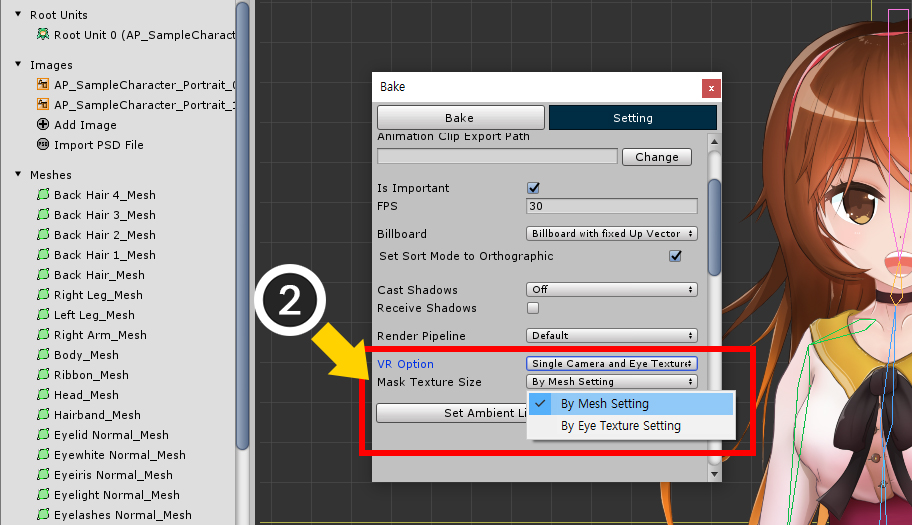 Root Units
Root Unit 0 (AP_SampleCharact
Images
AP_SampleCharacter_Portrait_(
AP_SampleCharacter_Portrait_1
Add Image
Import PSD File
Meshes
Back Hair 4_Mesh
Back Hair 3_Mesh
Back Hair 2_Mesh
Back Hair 1_Mesh
Back Hair_Mesh
Right Leg_Mesh
Left Leg_Mesh
Right Arm_Mesh
Body_Mesh
Ribbon_Mesh
Head_Mesh
Hairband_Mesh
Eyelid Normal_Mesh
Eyewhite Normal_Mesh
Eyeiris Normal_Mesh
Eyelight Normal_Mesh
Eyelashes Normal_Mesh
2
Bake
x
Bake Setting
Animation Clip Export Path
Change
Is Important
FPS 30
Billboard Billboard with fixed Up Vector
Set Sort Mode to Orthographic
Cast Shadows Off
Receive Shadows
Render Pipeline Default
VR Option Single Camera and Eye Texture
Mask Texture Size By Mesh Setting
Set Ambient Li
By Mesh Setting
By Eye Texture Setting